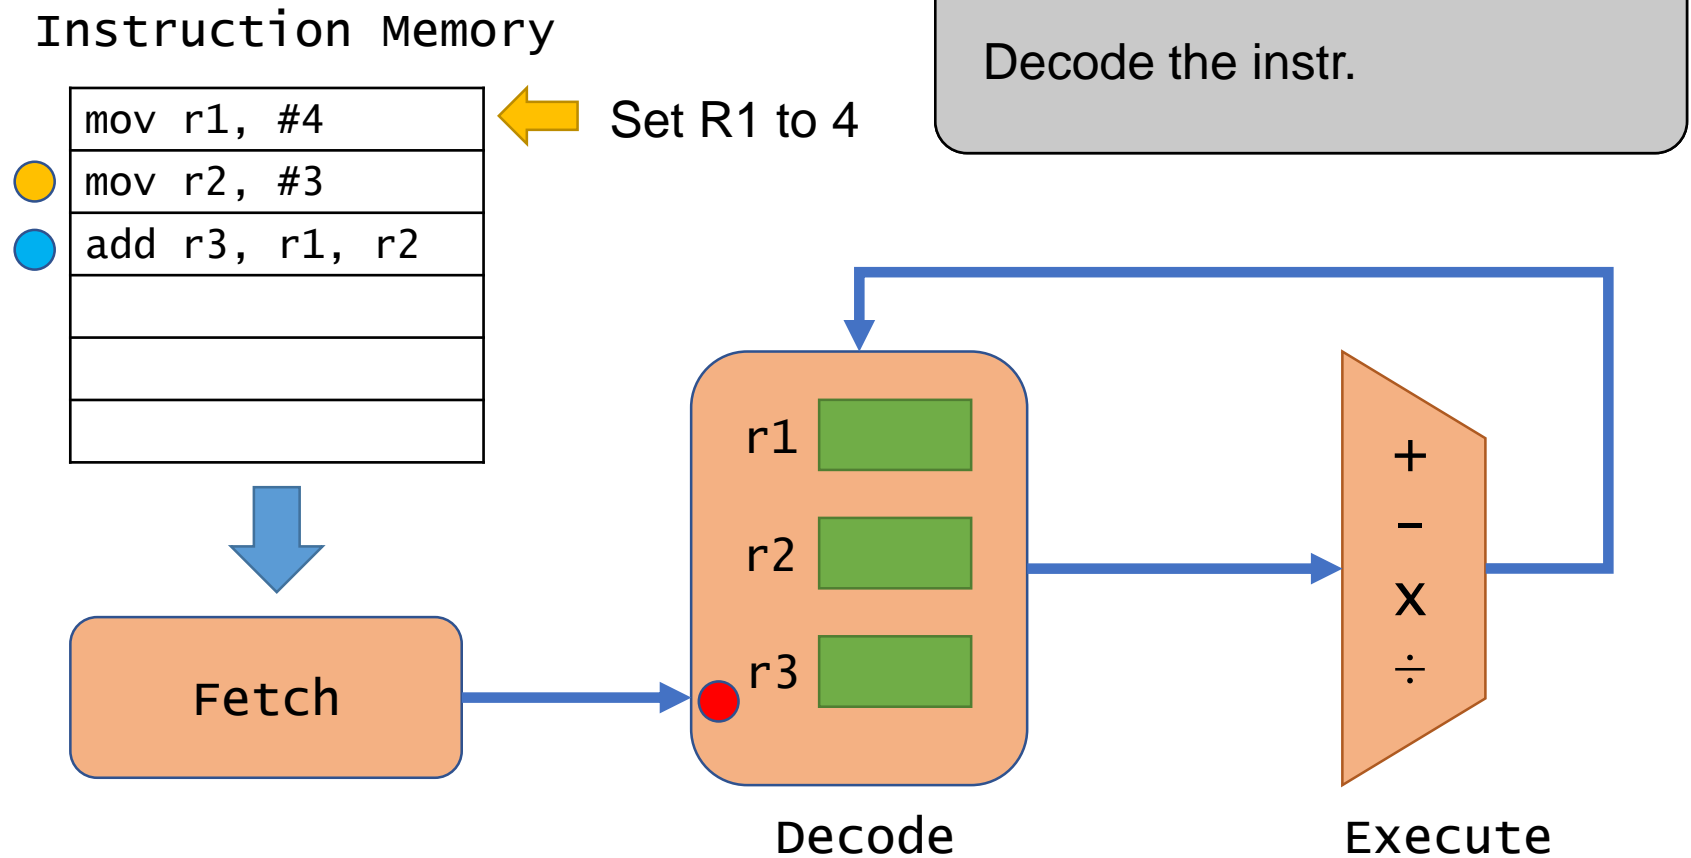 Instruction Memory
Decode the instr.
mov r1, #4
Set R1 to 4
mov r2, #3
add r3, r1, r2
r1
r2
r3
+
-
x
÷
Fetch
Decode
Execute